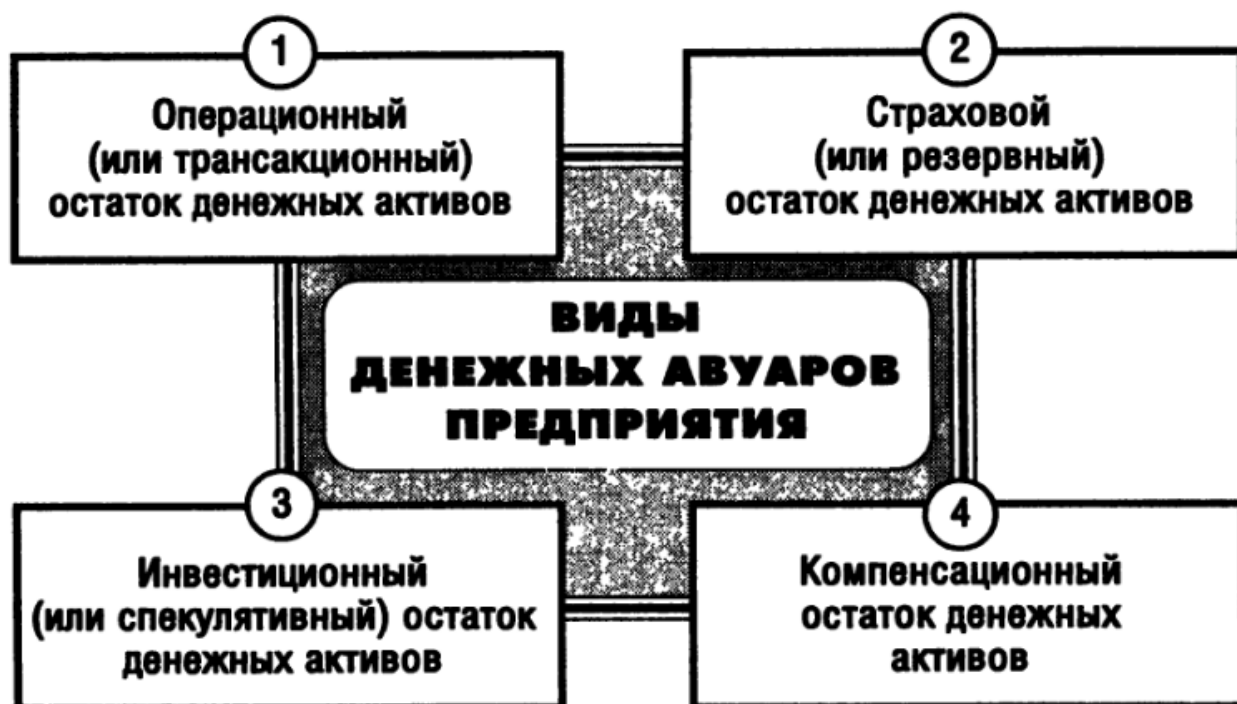 1
Операционный
(или трансакционный)
остаток денежных активов
2
Страховой
(или резервный)
остаток денежных активов
ВИДЫ
ДЕНЕЖНЫХ АВУАРОВ
ПРЕДПРИЯТИЯ
3
Инвестиционный
(или спекулятивный) остаток
денежных активов
4
Компенсационный
остаток денежных
активов